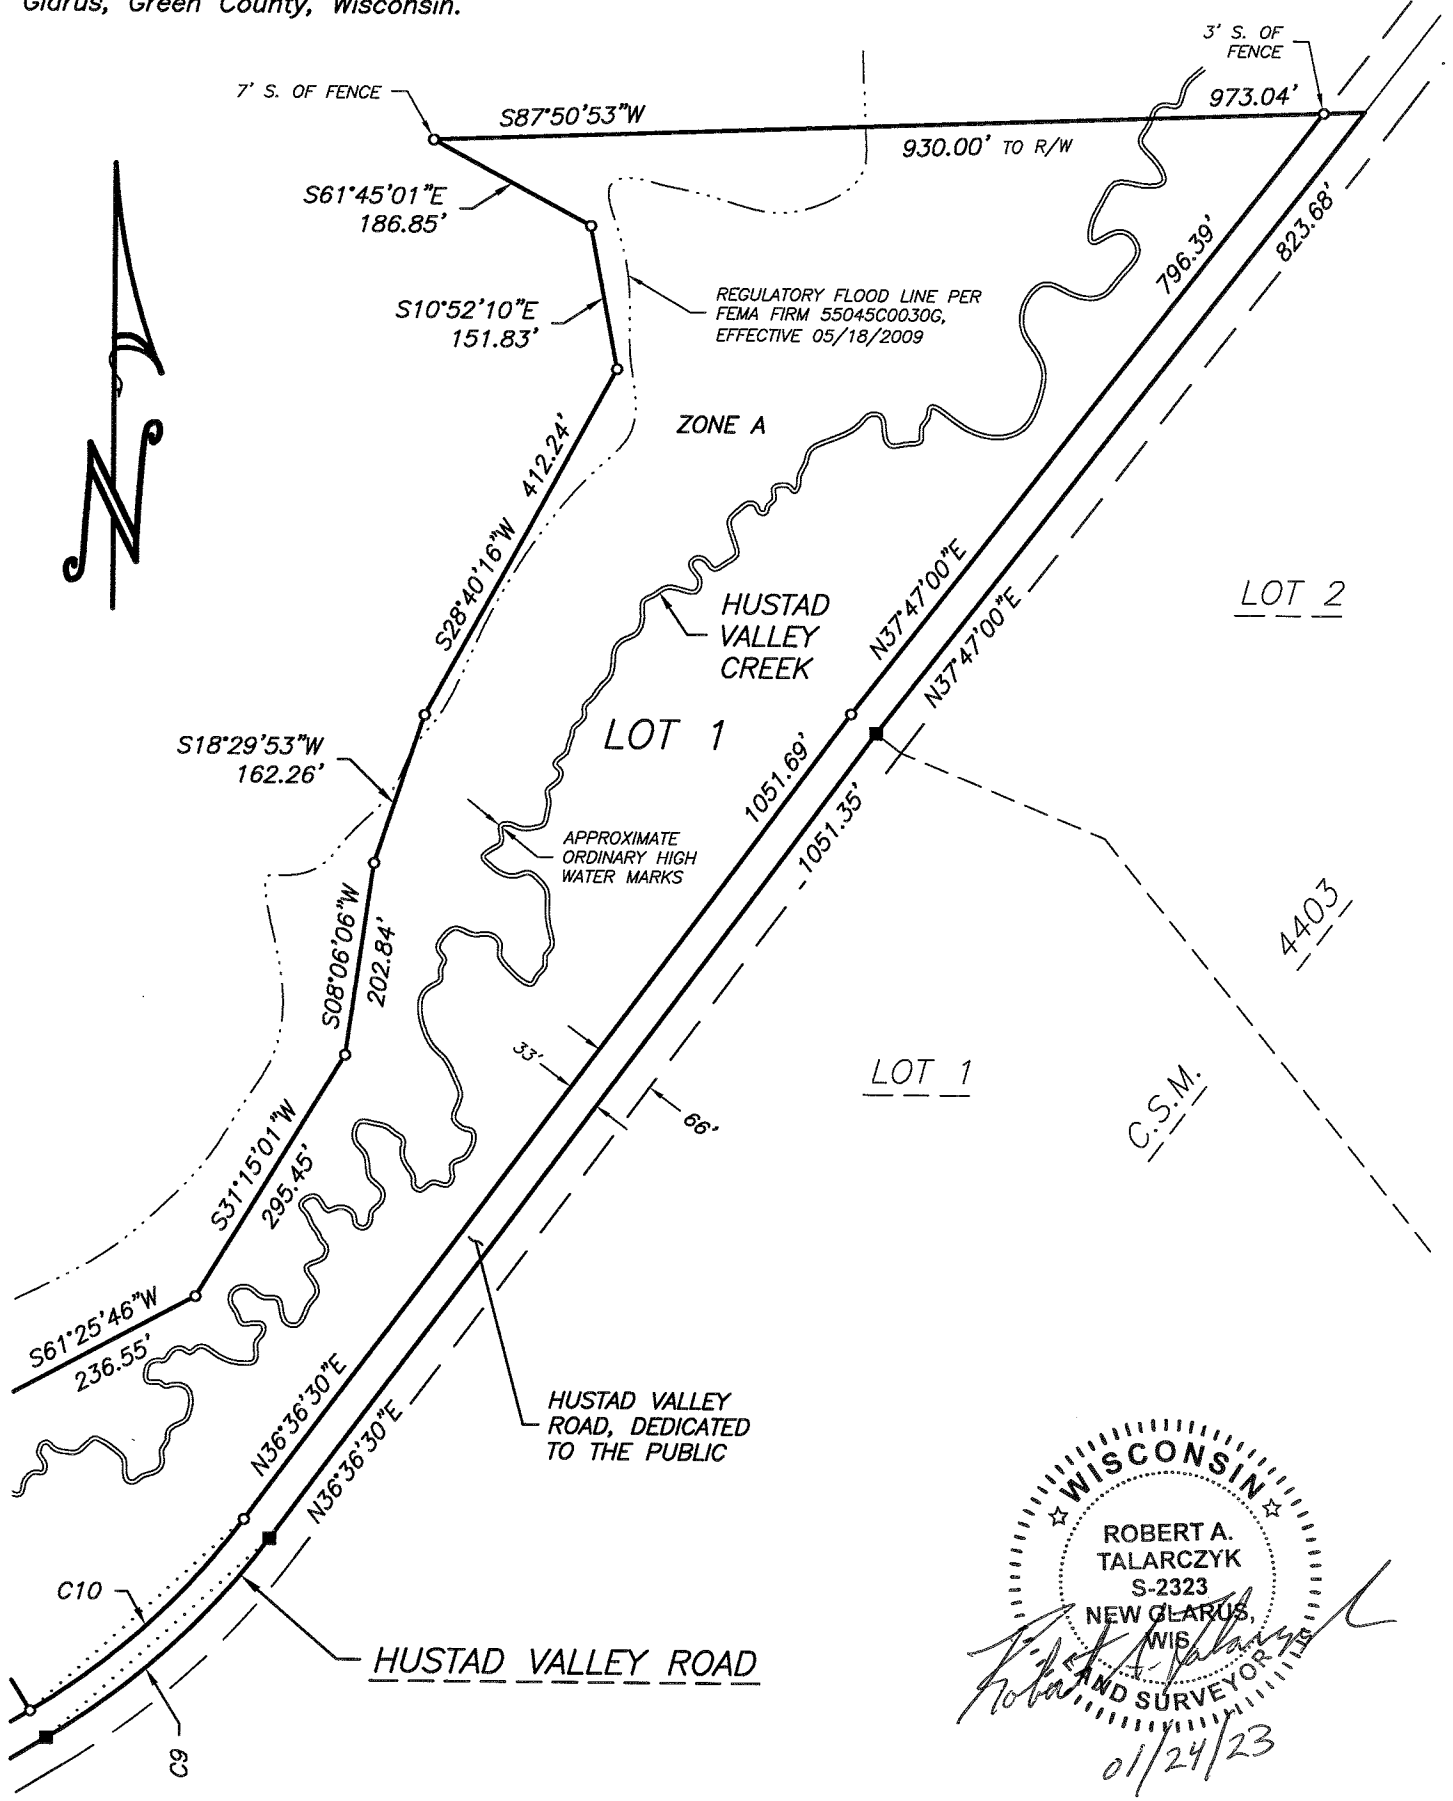 Glarus, Green County, Wisconsin.
3' S. OF
FENCE
7' S. OF FENCE
S87°50'53"W
973.04'
930.00' TO R/W
S61°45'01"E
186.85'
796.39'
823.68'
S10°52'10"E
151.83'
REGULATORY FLOOD LINE PER
FEMA FIRM 55045C0030G,
EFFECTIVE 05/18/2009
ZONE A
S28°40'16"W 412.24'
N
HUSTAD
VALLEY
CREEK
N37°47'00"E
N37°47'00"E
LOT 2
LOT 1
S18°29'53"W
162.26'
1051.69'
1051.35'
APPROXIMATE
ORDINARY HIGH
WATER MARKS
S08°06'06"W
202.84'
4403
33'
66'
LOT 1
C.S.M.
S31°15'01"W
295.45'
S61°25'46"W
236.55'
N36°36'30"E
N36°36'30"E
HUSTAD VALLEY
ROAD, DEDICATED
TO THE PUBLIC
C10
C9
HUSTAD VALLEY ROAD
WISCONSIN
ROBERT A.
TALARCZYK
S-2323
NEW GLARUS,
WIS.
LAND SURVEYOR
Robert A. Talarczyk
01/24/23